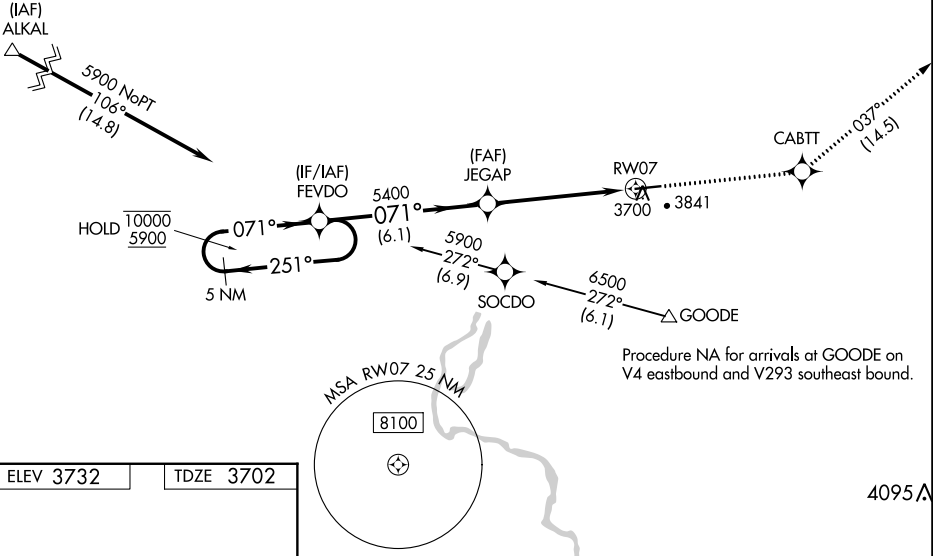 (IAF)
ALKAL
5900 NoPT
106°
(14.8)
037°
(14.5)
CABTT
(FAF)
JEGAP
RW07
(IF/IAF)
FEVDO
5400
071°
(6.1)
3700
3841
HOLD 10000
5900
071°
251°
5 NM
5900
272°
(6.9)
SOCDO
6500
272°
(6.1)
GOODE
Procedure NA for arrivals at GOODE on
V4 eastbound and V293 southeast bound.
MSA RW07 25 NM
8100
ELEV 3732
TDZE 3702
4095